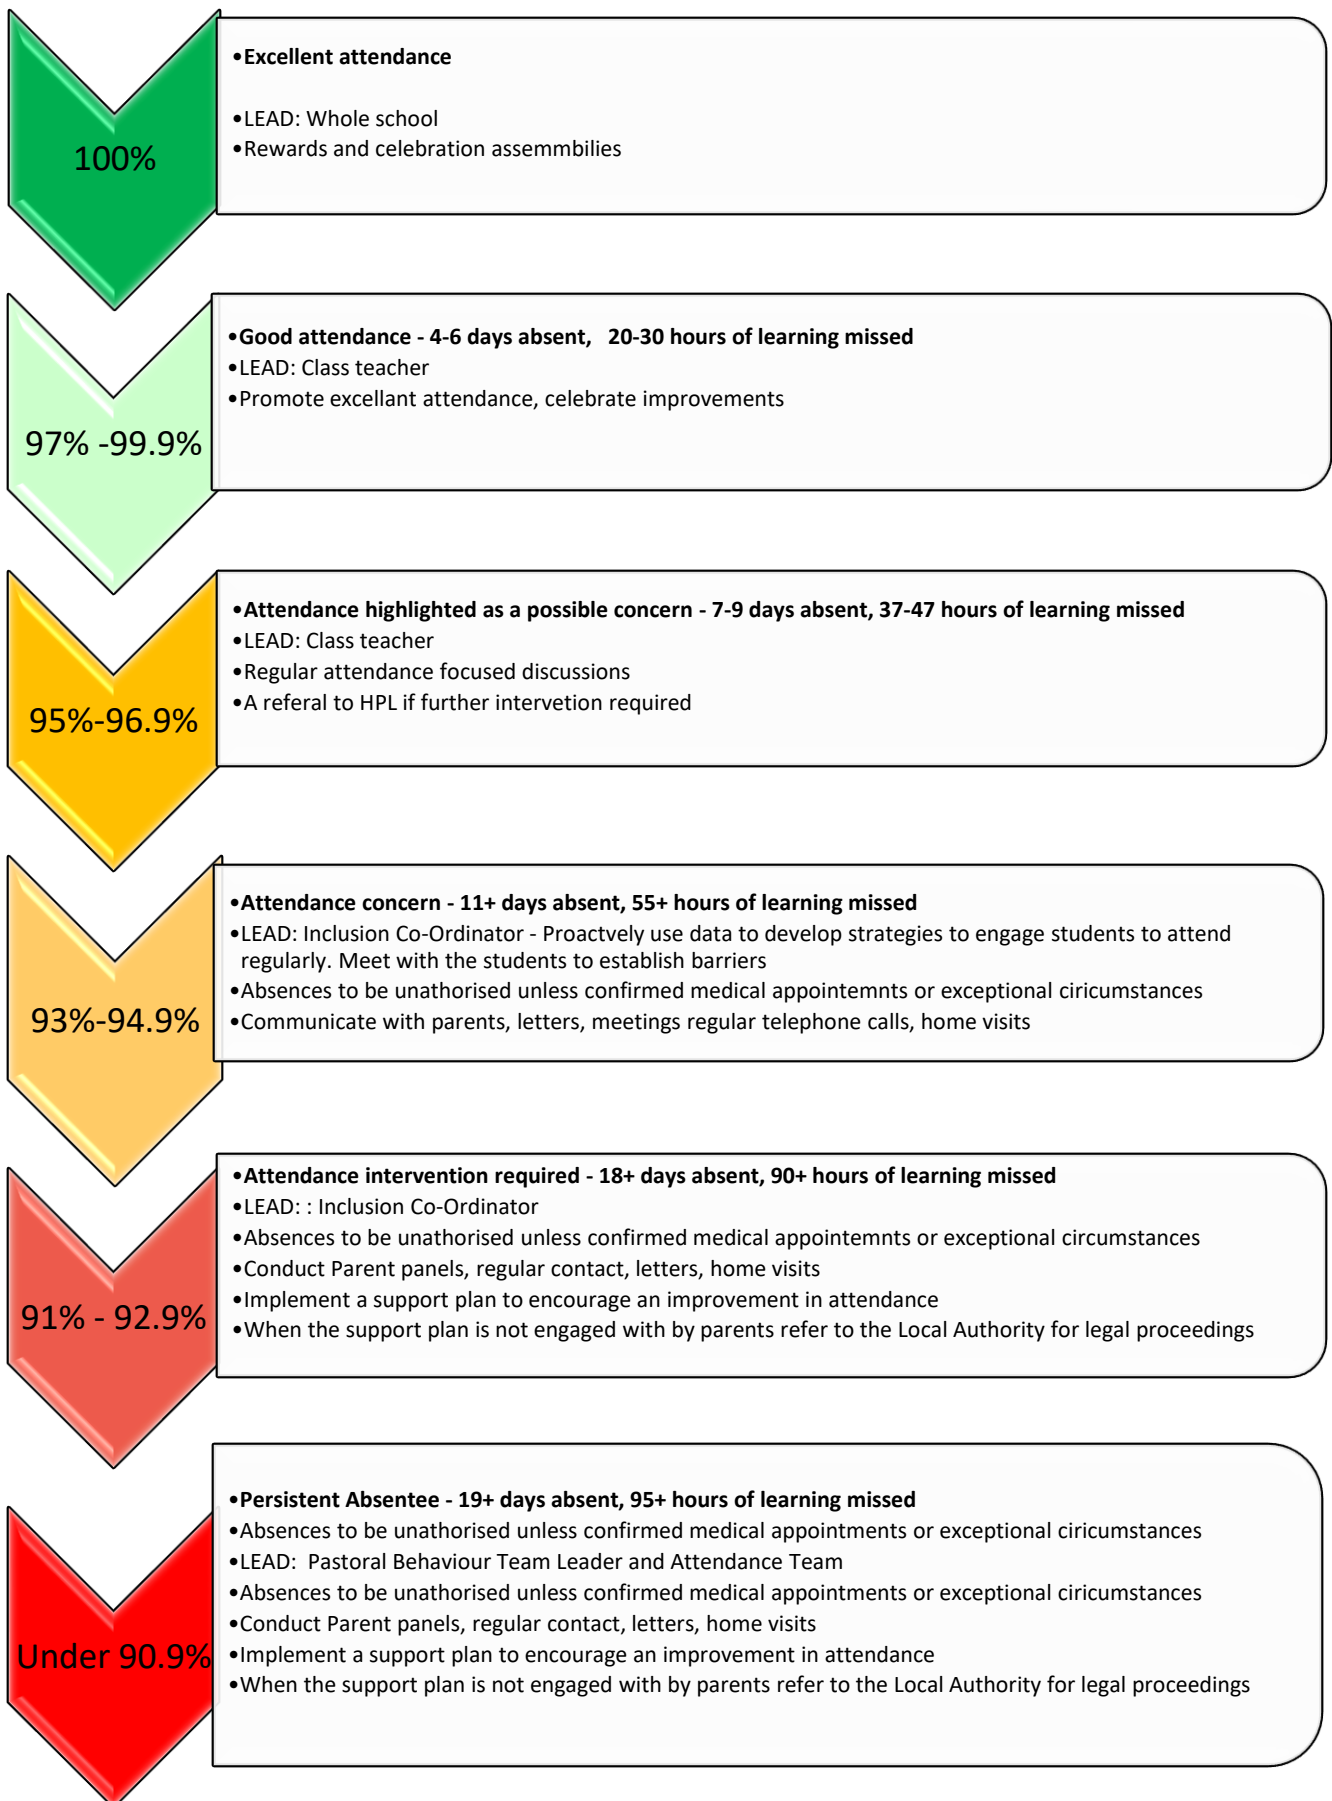 100%
•Excellent attendance
•LEAD: Whole school
•Rewards and celebration assemmbilies
97% -99.9%
•Good attendance - 4-6 days absent,   20-30 hours of learning missed
•LEAD: Class teacher
•Promote excellant attendance, celebrate improvements
95%-96.9%
•Attendance highlighted as a possible concern - 7-9 days absent, 37-47 hours of learning missed
•LEAD: Class teacher
•Regular attendance focused discussions
•A referal to HPL if further intervetion required
93%-94.9%
•Attendance concern - 11+ days absent, 55+ hours of learning missed
•LEAD: Inclusion Co-Ordinator - Proactvely use data to develop strategies to engage students to attend
regularly. Meet with the students to establish barriers
•Absences to be unathorised unless confirmed medical appointemnts or exceptional ciricumstances
•Communicate with parents, letters, meetings regular telephone calls, home visits
91% - 92.9%
•Attendance intervention required - 18+ days absent, 90+ hours of learning missed
•LEAD: : Inclusion Co-Ordinator
•Absences to be unathorised unless confirmed medical appointemnts or exceptional circumstances
•Conduct Parent panels, regular contact, letters, home visits
•Implement a support plan to encourage an improvement in attendance
•When the support plan is not engaged with by parents refer to the Local Authority for legal proceedings
Under 90.9%
•Persistent Absentee - 19+ days absent, 95+ hours of learning missed
•Absences to be unathorised unless confirmed medical appointments or exceptional ciricumstances
•LEAD:  Pastoral Behaviour Team Leader and Attendance Team
•Absences to be unathorised unless confirmed medical appointments or exceptional ciricumstances
•Conduct Parent panels, regular contact, letters, home visits
•Implement a support plan to encourage an improvement in attendance
•When the support plan is not engaged with by parents refer to the Local Authority for legal proceedings